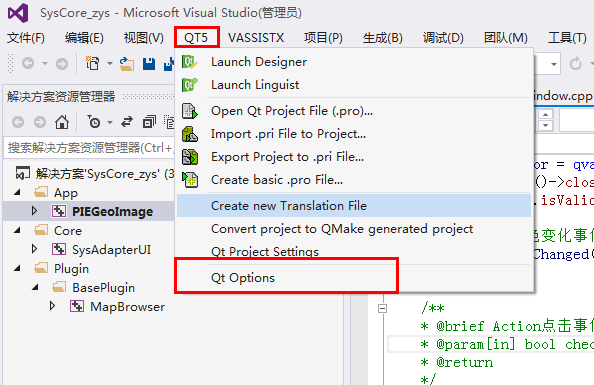 SysCore_zys - Microsoft Visual Studio(管理员)
文件(F) 编辑(E) 视图(V) QT5 VASSISTX 项目(P) 生成(B) 调试(D) 团队(M) 工具(T)
Launch Designer
Launch Linguist
Open Qt Project File (.pro)...
Import .pri File to Project...
Export Project to .pri File...
Create basic .pro File...
Create new Translation File
Convert project to QMake generated project
Qt Project Settings
Qt Options
解决方案资源管理器
搜索解决方案资源管理器(Ctrl+
解决方案'SysCore_zys'
App
PIEGeoImage
Core
SysAdapterUI
Plugin
BasePlugin
MapBrowser
indow.cpp
or = qva
()->clos
.isValid
色变化事件
Changed(
/**
* @brief Action点击事件
* @param[in] bool chec
* @return
*/